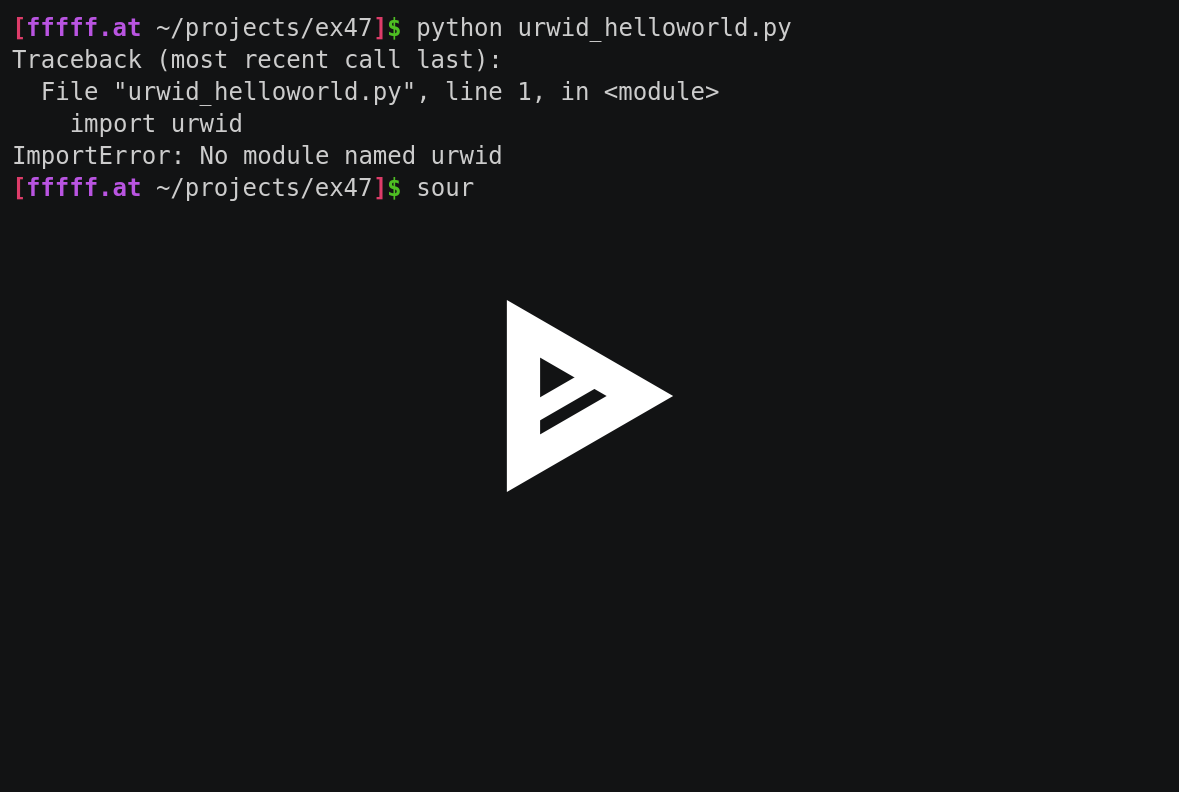 [fffff.at ~/projects/ex47]$ python urwid_helloworld.py
Traceback (most recent call last):
  File "urwid_helloworld.py", line 1, in <module>
    import urwid
ImportError: No module named urwid
[fffff.at ~/projects/ex47]$ sour